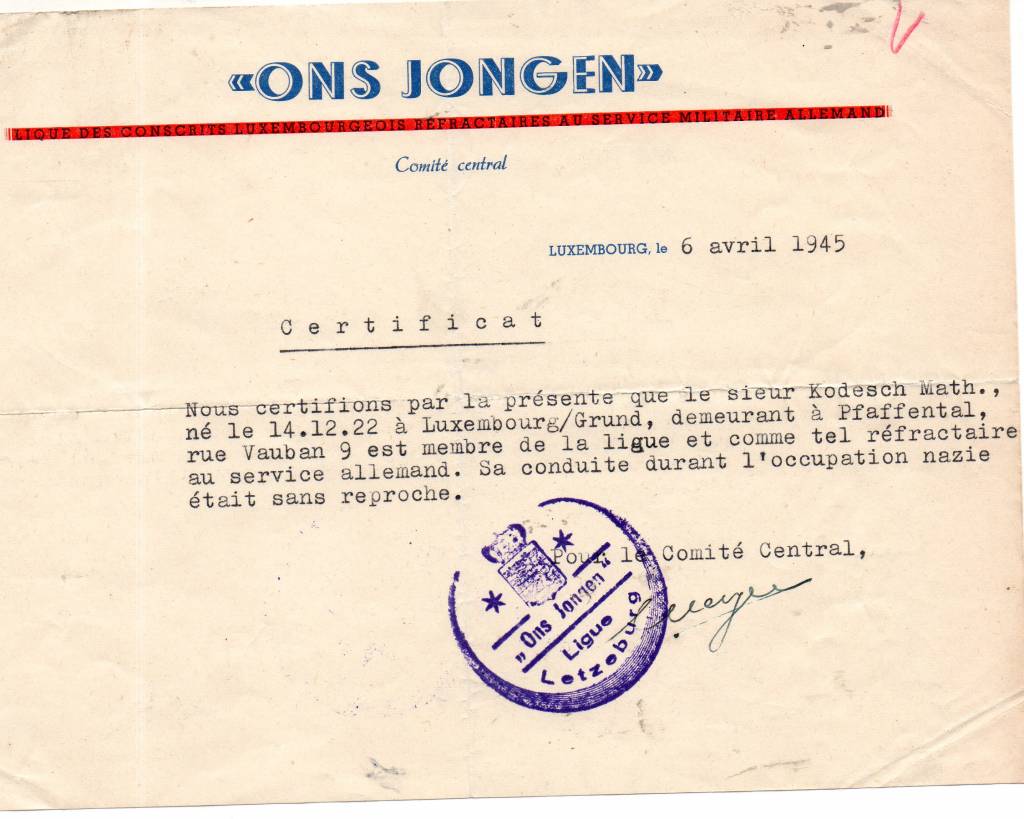 «ONS JONGEN»
LIGUE DES CONSCRITS LUXEMBOURGEOIS RÉFRACTAIRES AU SERVICE MILITAIRE ALLEMAND
Comité central
LUXEMBOURG, le 6 avril 1945
Certificat
Nous certifions par la présente que le sieur Kodesch Math.,
né le 14.12.22 à Luxembourg/Grund, demeurant à Pfaffental,
rue Vauban 9 est membre de la ligue et comme tel réfractaire
au service allemand. Sa conduite durant l'occupation nazie
était sans reproche.
Pour le Comité Central,
„Ons Jongen"
Ligue
Letzeburg